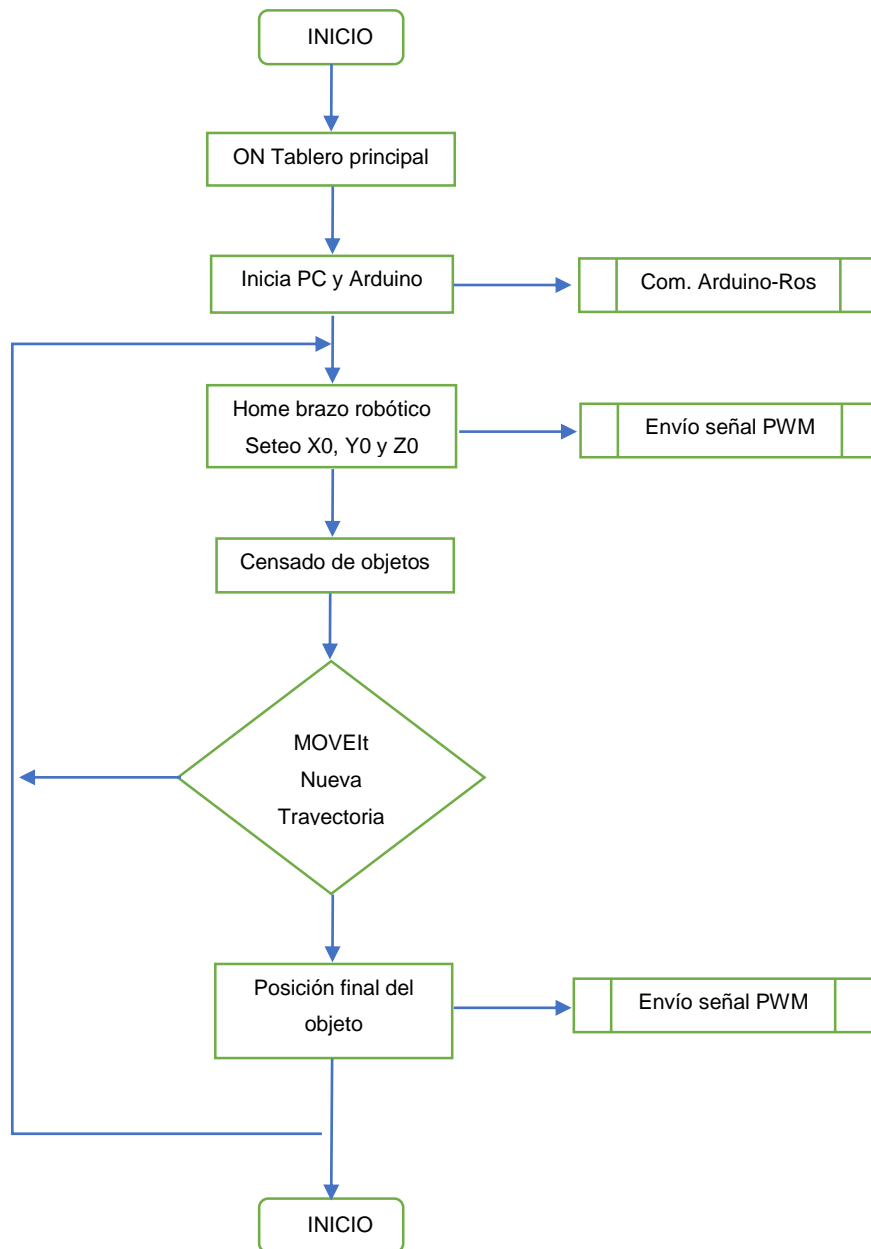 INICIO
ON Tablero principal
Inicia PC y Arduino
Com. Arduino-Ros
Home brazo robótico
Seteo X0, Y0 y Z0
Envío señal PWM
Censado de objetos
MOVEIt
Nueva
Travectoria
Posición final del
objeto
Envío señal PWM
INICIO